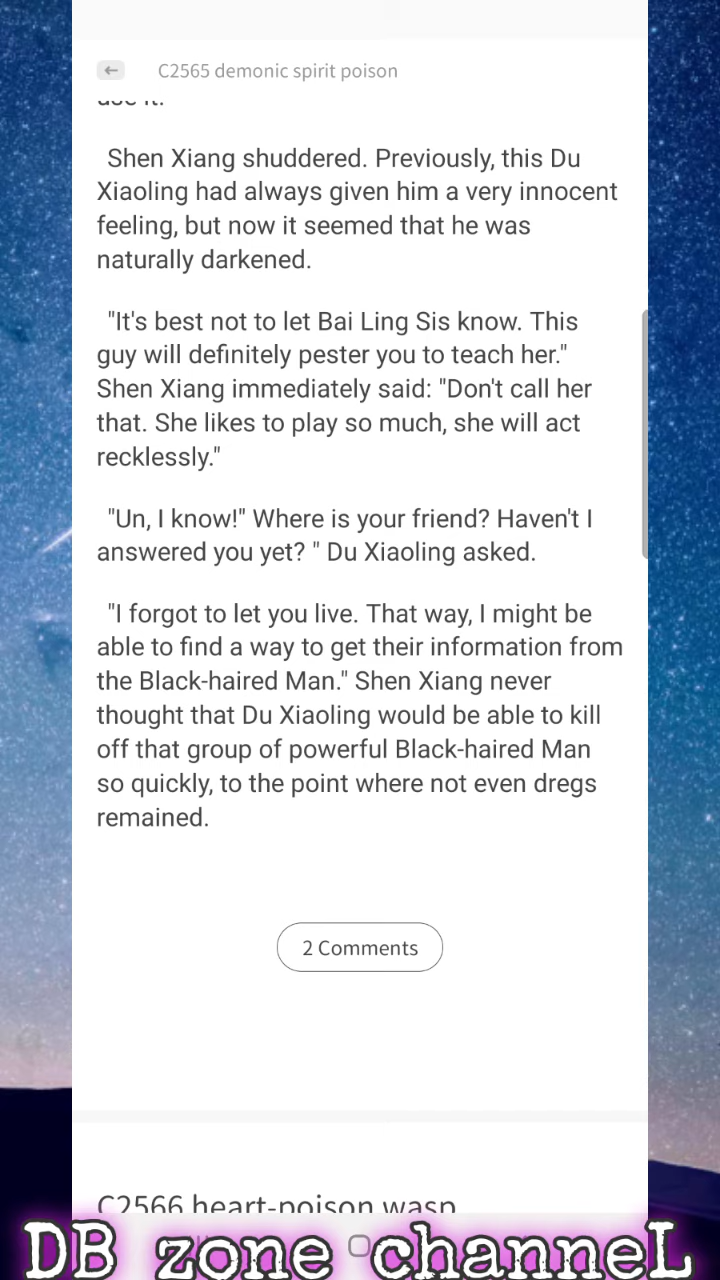 C2565 demonic spirit poison
use it.
Shen Xiang shuddered. Previously, this Du
Xiaoling had always given him a very innocent
feeling, but now it seemed that he was
naturally darkened.
"It's best not to let Bai Ling Sis know. This
guy will definitely pester you to teach her."
Shen Xiang immediately said: "Don't call her
that. She likes to play so much, she will act
recklessly."
"Un, I know!" Where is your friend? Haven't I
answered you yet? " Du Xiaoling asked.
"I forgot to let you live. That way, I might be
able to find a way to get their information from
the Black-haired Man." Shen Xiang never
thought that Du Xiaoling would be able to kill
off that group of powerful Black-haired Man
so quickly, to the point where not even dregs
remained.
2 Comments
C2566 heart-poison wasp
DB zone channeL